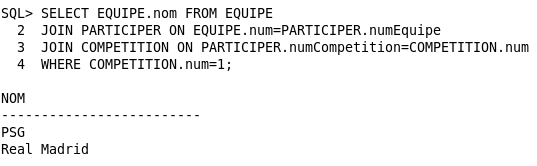 SQL> SELECT EQUIPE.nom FROM EQUIPE
  2  JOIN PARTICIPER ON EQUIPE.num=PARTICIPER.numEquipe
  3  JOIN COMPETITION ON PARTICIPER.numCompetition=COMPETITION.num
  4  WHERE COMPETITION.num=1;

NOM
-------------------------
PSG
Real Madrid